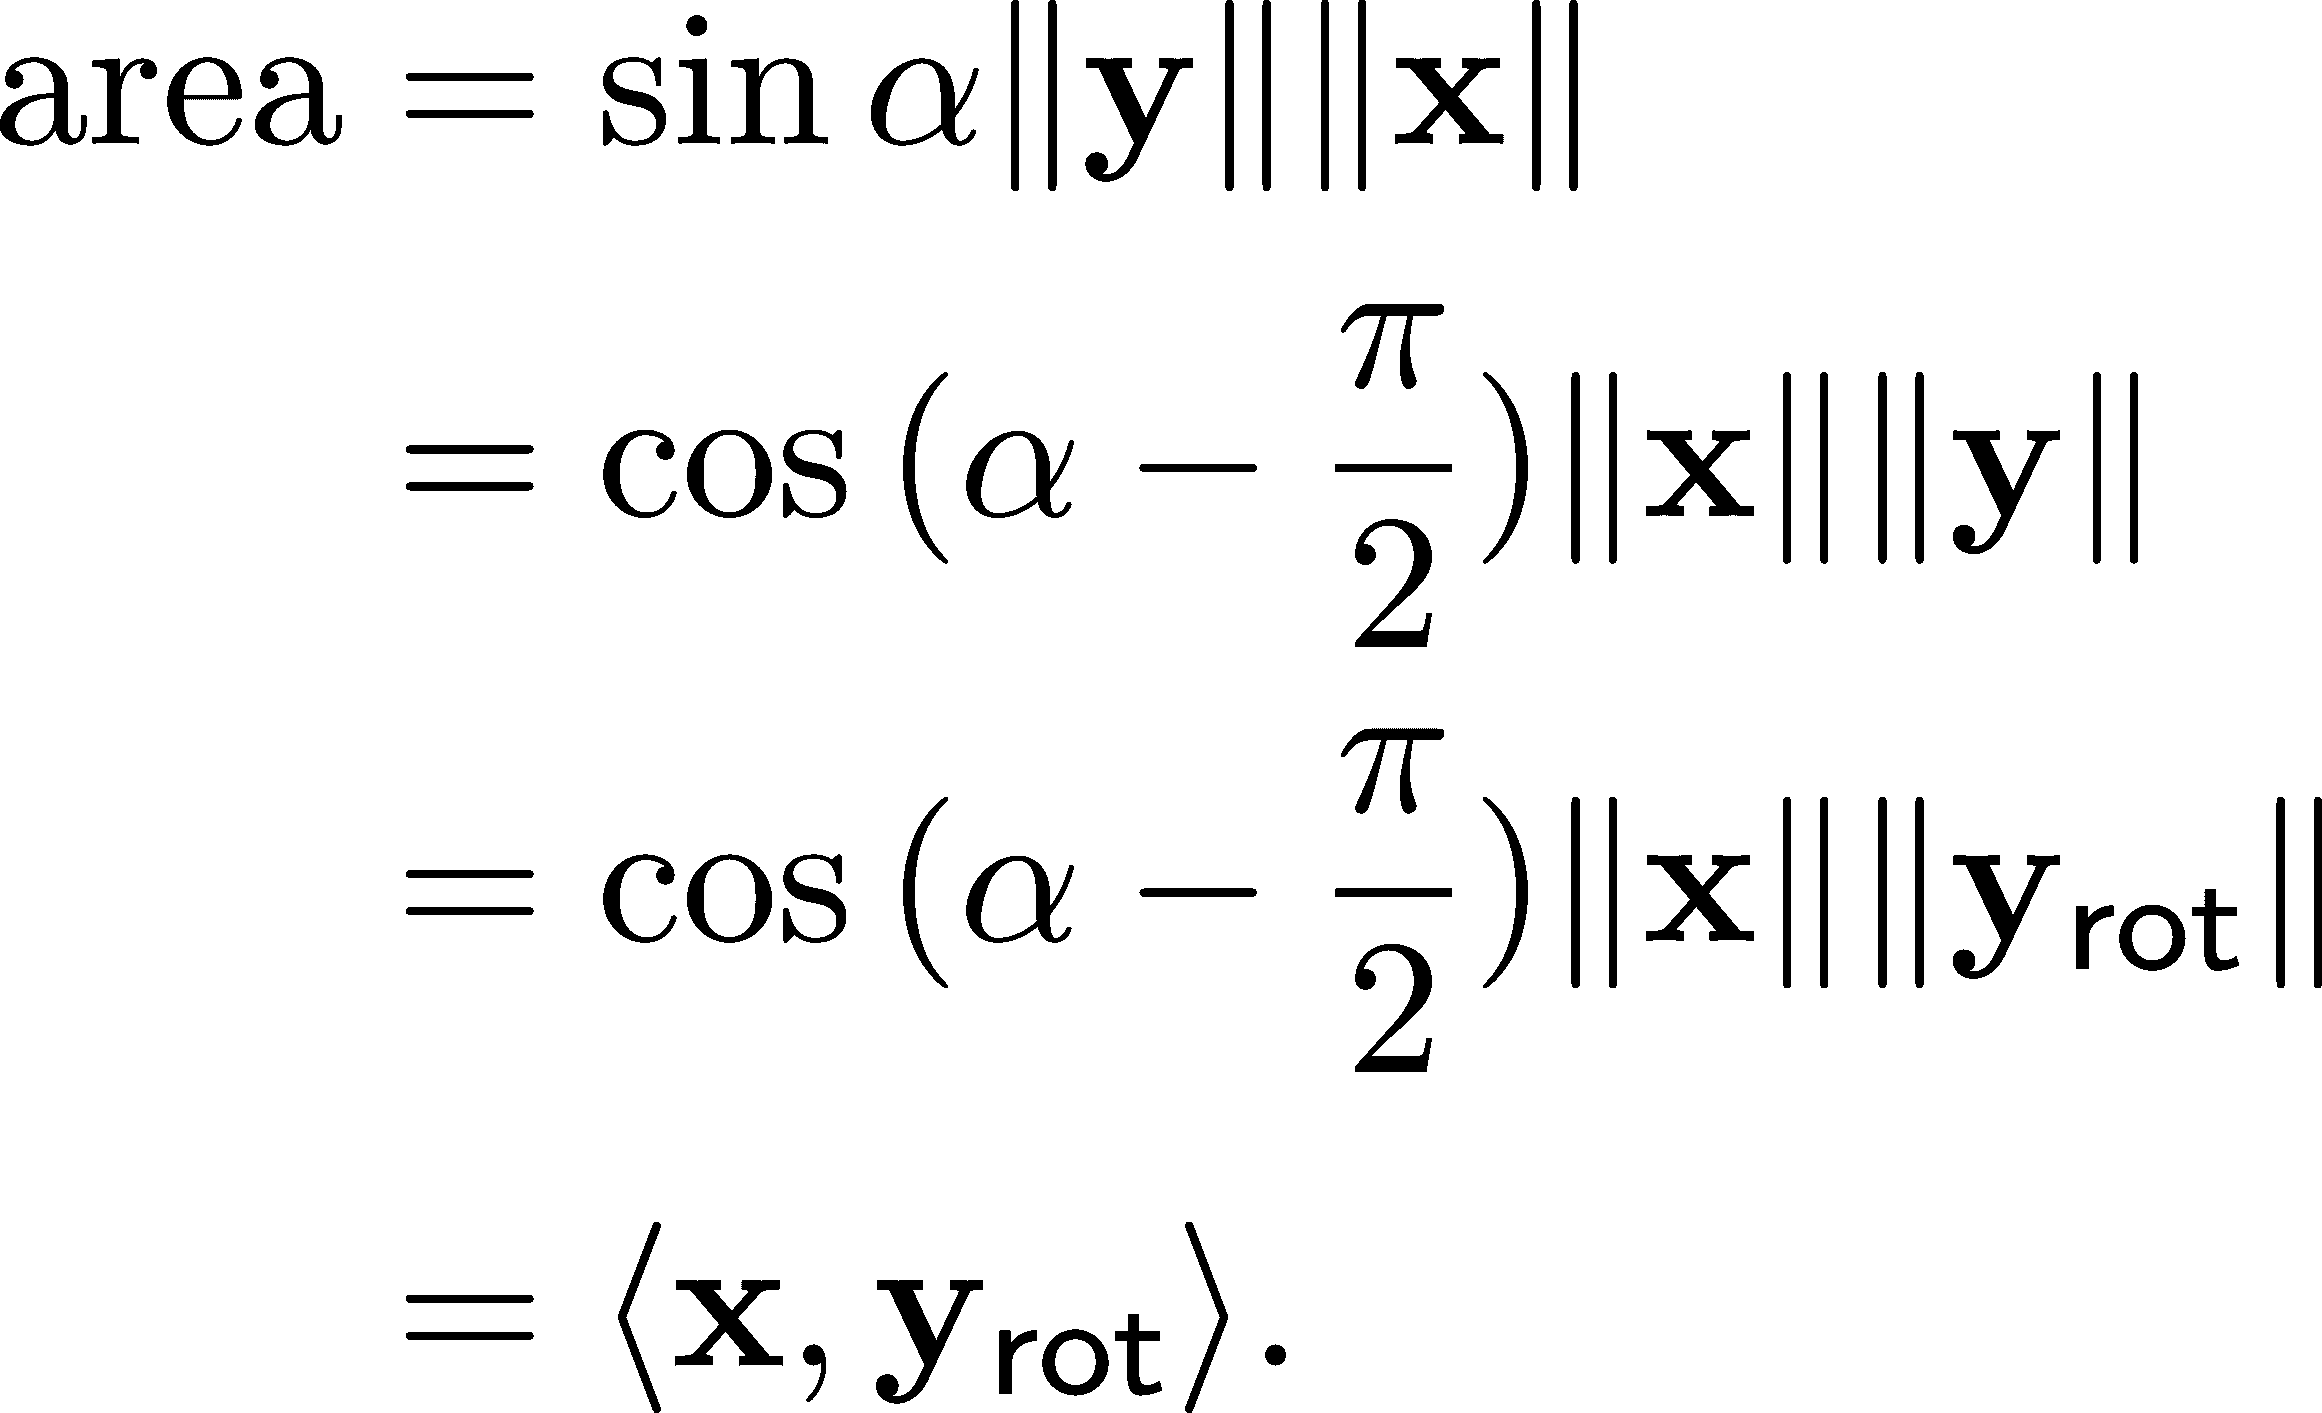 area = sin α‖y‖‖x‖
= cos (α − π/2)‖x‖‖y‖
= cos (α − π/2)‖x‖‖y_rot‖
= ⟨x, y_rot⟩.